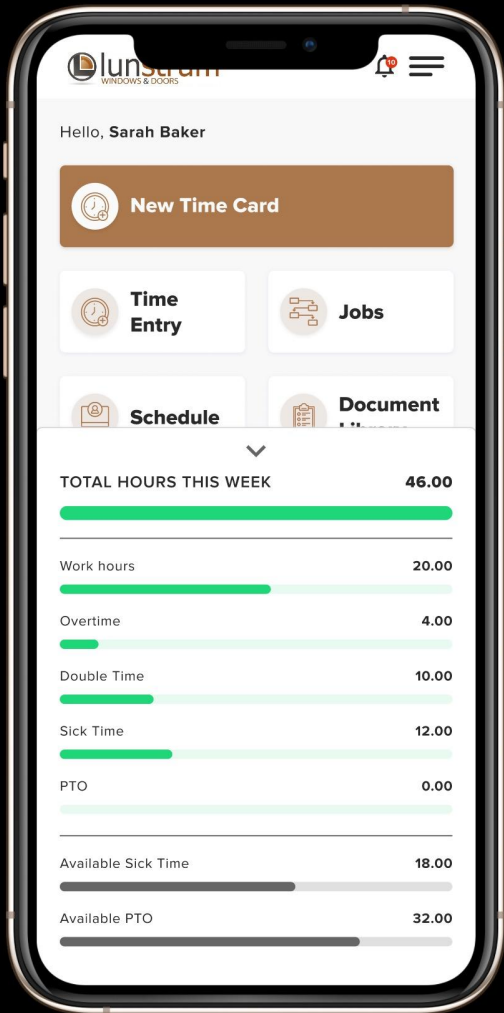 WINDOWS & DOORS
10
Hello, Sarah Baker
New Time Card
Time
Entry
Jobs
Schedule
Document
TOTAL HOURS THIS WEEK 46.00
Work hours 20.00
Overtime 4.00
Double Time 10.00
Sick Time 12.00
PTO 0.00
Available Sick Time 18.00
Available PTO 32.00